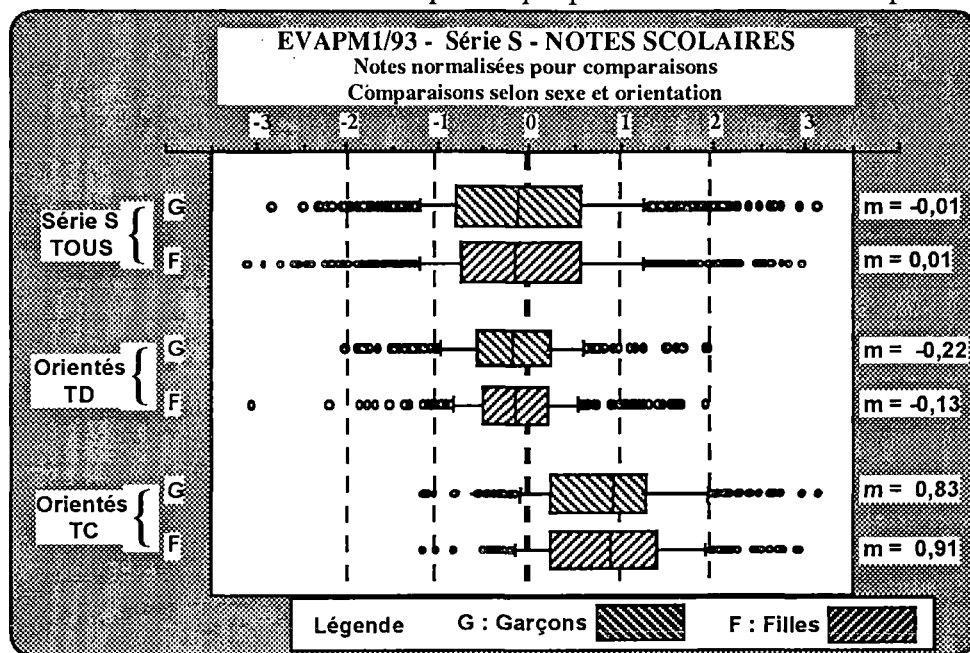 EVAPM1/93 - Série S - NOTES SCOLAIRES
Notes normalisées pour comparaisons
Comparaisons selon sexe et orientation
-3 -2 -1 0 1 2 3
Série S
TOUS
G
m = -0,01
F
m = 0,01
Orientés
TD
G
m = -0,22
F
m = -0,13
Orientés
TC
G
m = 0,83
F
m = 0,91
Légende G : Garçons F : Filles